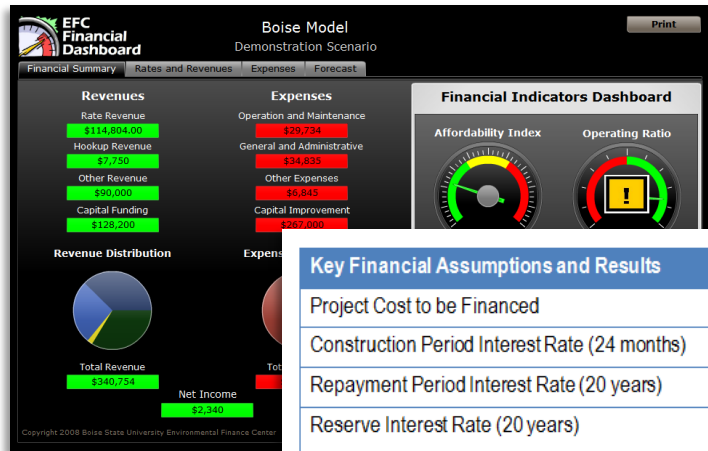 EFC
Financial
Dashboard
Boise Model
Demonstration Scenario
Print
Financial Summary Rates and Revenues Expenses Forecast
Revenues
Expenses
Rate Revenue
$114,804.00
Hookup Revenue
$7,750
Other Revenue
$90,000
Capital Funding
$128,200
Operation and Maintenance
$29,734
General and Administrative
$34,835
Other Expenses
$6,845
Capital Improvement
$267,000
Financial Indicators Dashboard
Affordability Index
Operating Ratio
!
Revenue Distribution
Expens
Total Revenue
$340,754
Tot
Net Income
$2,340
Copyright 2008 Boise State University Environmental Finance Center
Key Financial Assumptions and Results
Project Cost to be Financed
Construction Period Interest Rate (24 months)
Repayment Period Interest Rate (20 years)
Reserve Interest Rate (20 years)